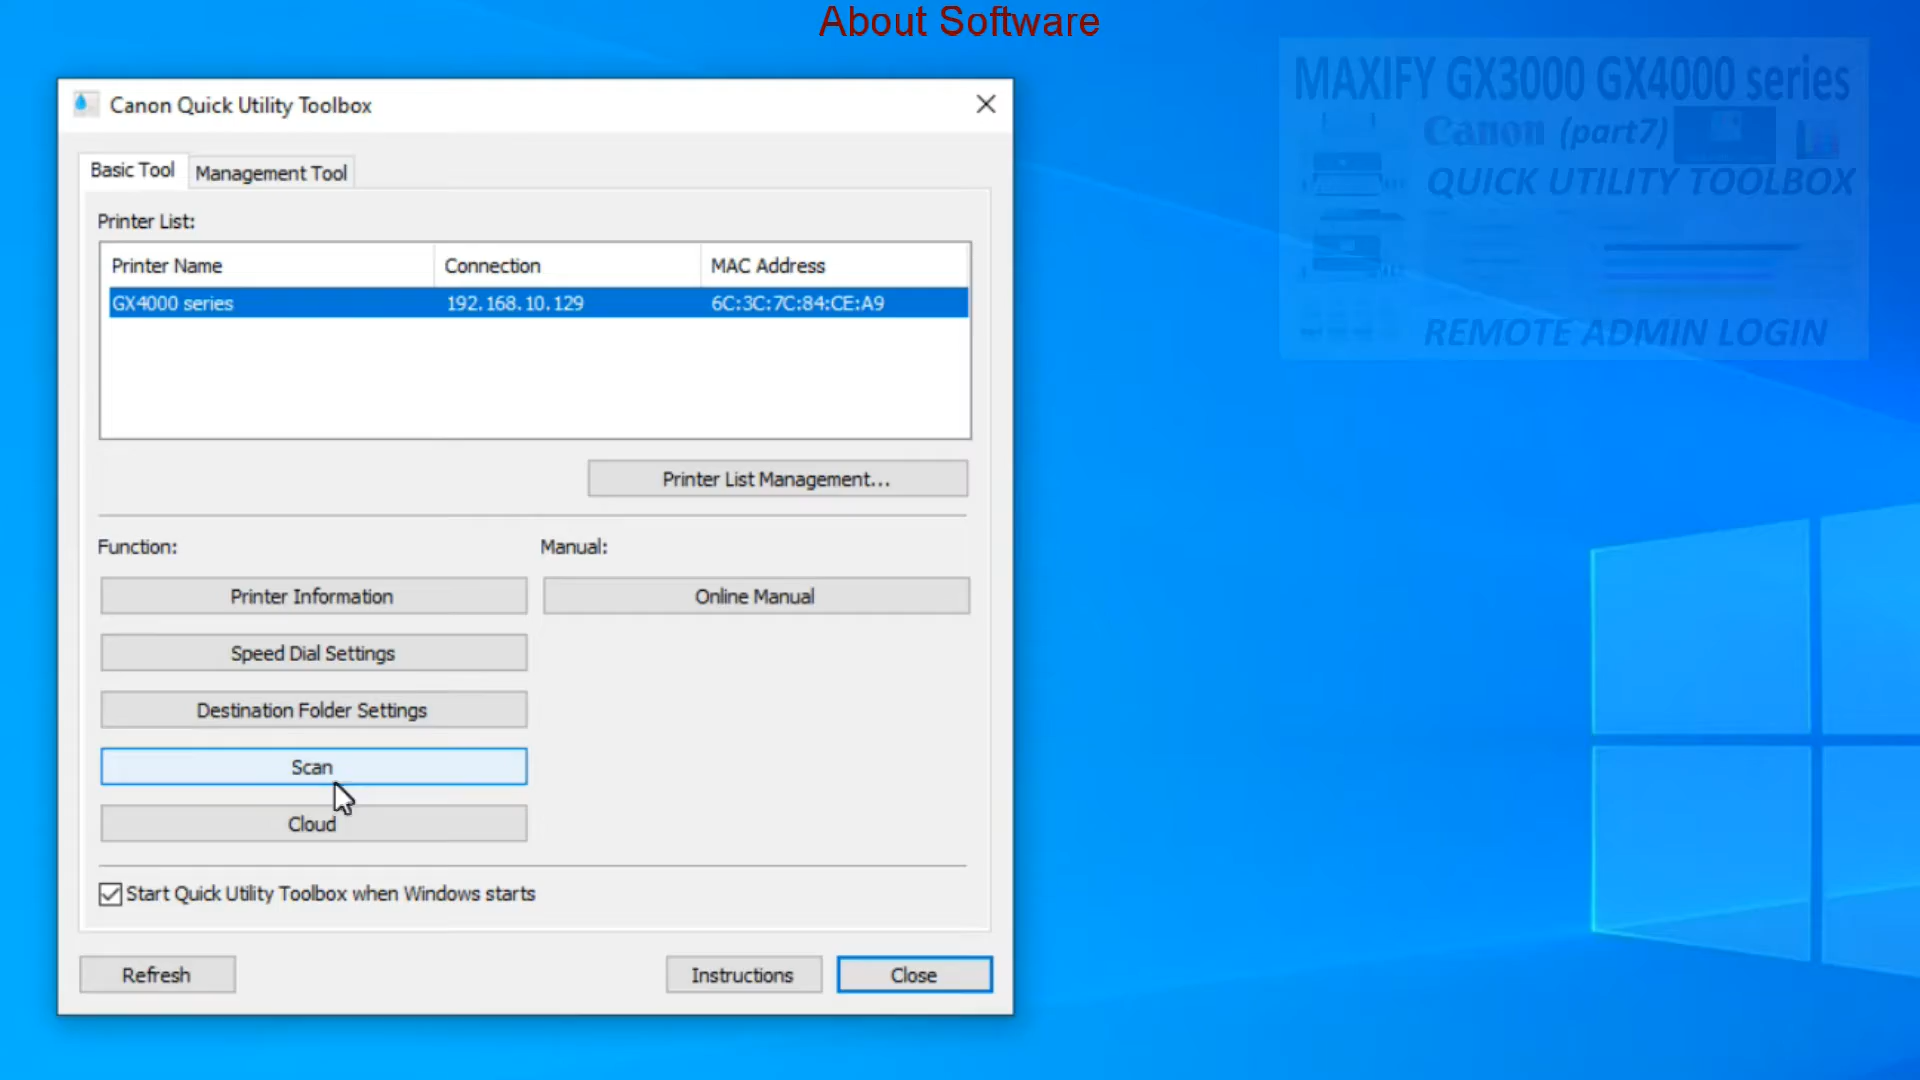 About Software
MAXIFY GX3000 GX4000 series
Canon (part7)
QUICK UTILITY TOOLBOX
REMOTE ADMIN LOGIN
Canon Quick Utility Toolbox
Basic Tool Management Tool
Printer List:
Printer Name Connection MAC Address
GX4000 series 192.168.10.129 6C:3C:7C:84:CE:A9
Printer List Management...
Function: Manual:
Printer Information Online Manual
Speed Dial Settings
Destination Folder Settings
Scan
Cloud
Start Quick Utility Toolbox when Windows starts
Refresh Instructions Close